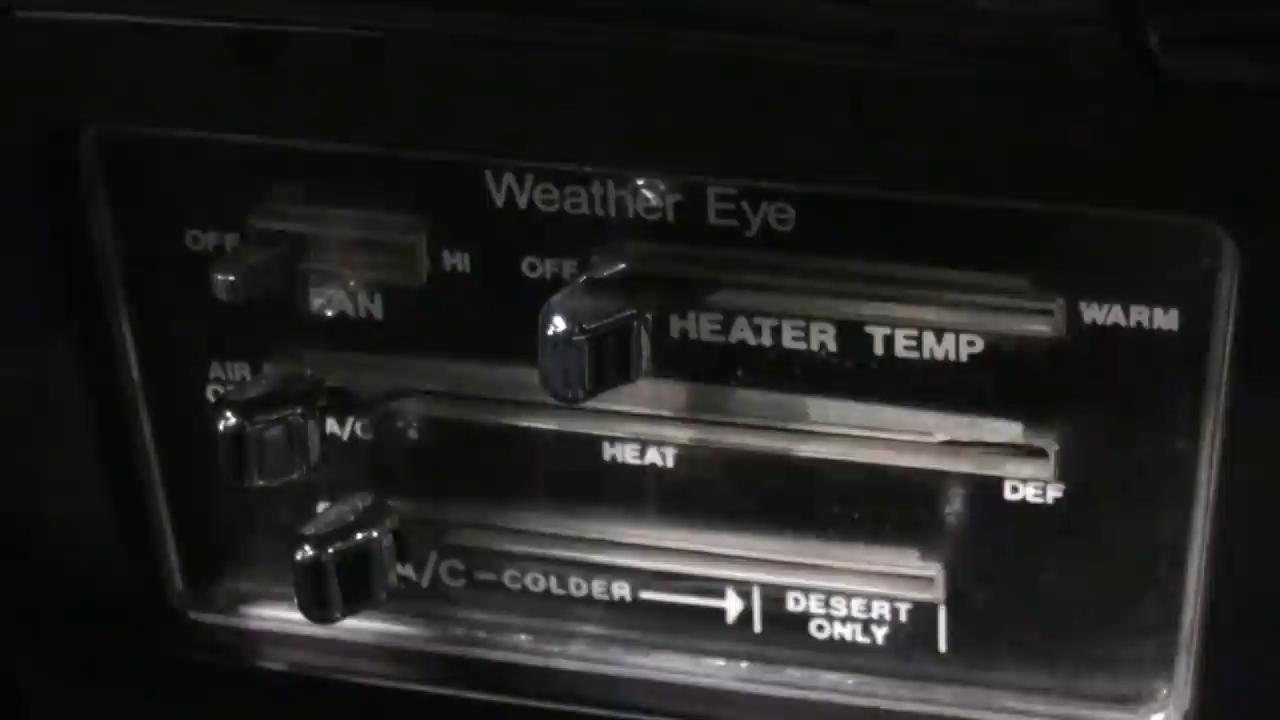 Weather Eye
OFF HI
FAN
OFF WARM
HEATER TEMP
AIR
A/C
HEAT
DEF
A/C-COLDER
DESERT
ONLY